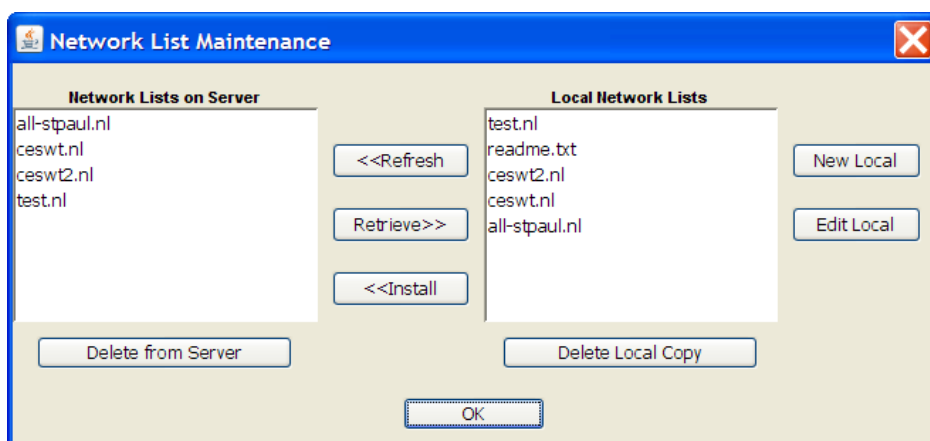 Network List Maintenance
Network Lists on Server
all-stpaul.nl
ceswt.nl
ceswt2.nl
test.nl
<<Refresh
Retrieve>>
<<Install
Local Network Lists
test.nl
readme.txt
ceswt2.nl
ceswt.nl
all-stpaul.nl
New Local
Edit Local
Delete from Server
Delete Local Copy
OK